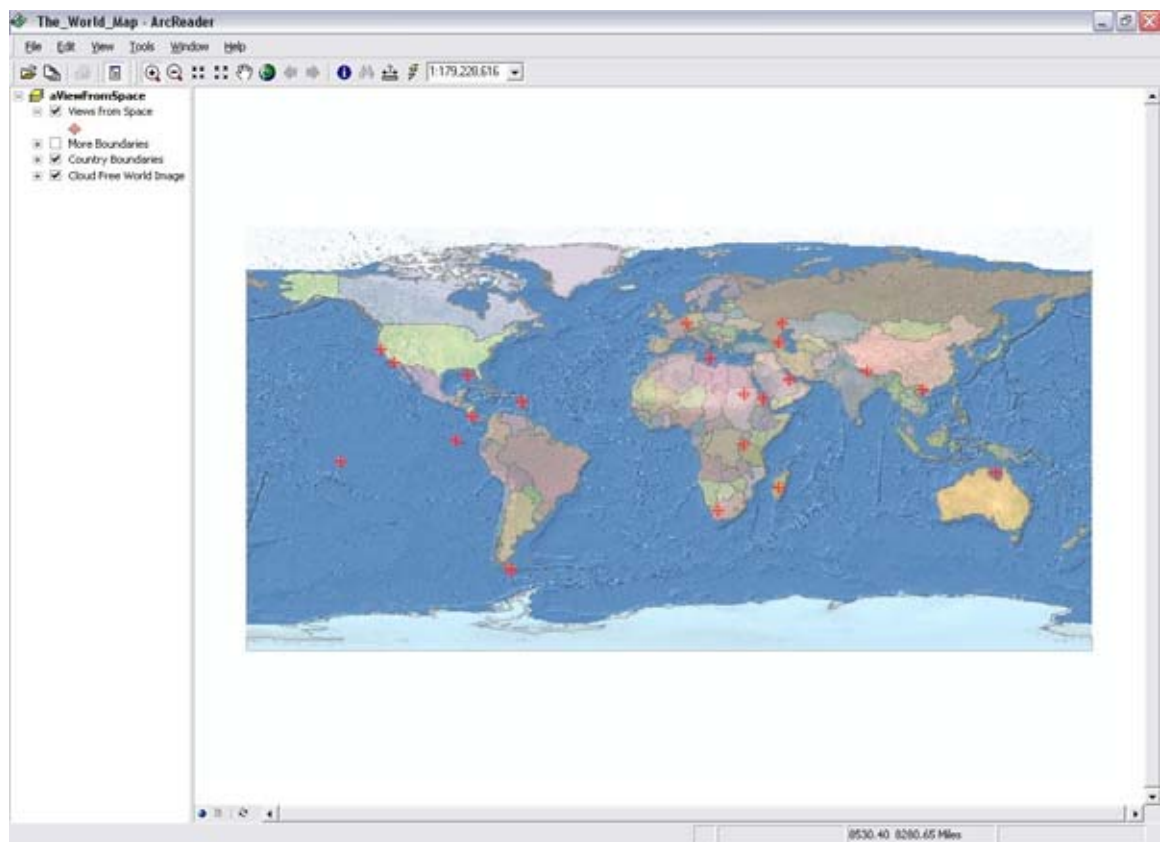 The_World_Map - ArcReader
File Edit View Tools Window Help
1:179,220,616
aViewFromSpace
Views from Space
More Boundaries
Country Boundaries
Cloud Free World Image
8530.40 8280.65 Miles